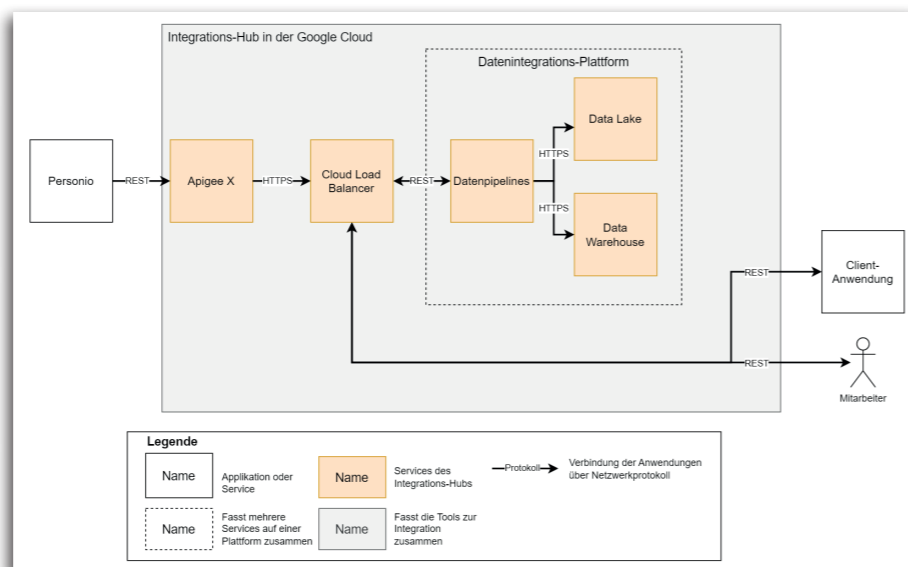 Integrations-Hub in der Google Cloud
Datenintegrations-Plattform
Data Lake
HTTPS
Personio
REST
Apigee X
HTTPS
Cloud Load
Balancer
REST
Datenpipelines
HTTPS
Data
Warehouse
REST
Client-
Anwendung
REST
Mitarbeiter
Legende
Name
Applikation oder
Service
Name
Services des
Integrations-Hubs
Protokoll
Verbindung der Anwendungen
über Netzwerkprotokoll
Name
Fasst mehrere
Services auf einer
Plattform zusammen
Name
Fasst die Tools zur
Integration
zusammen